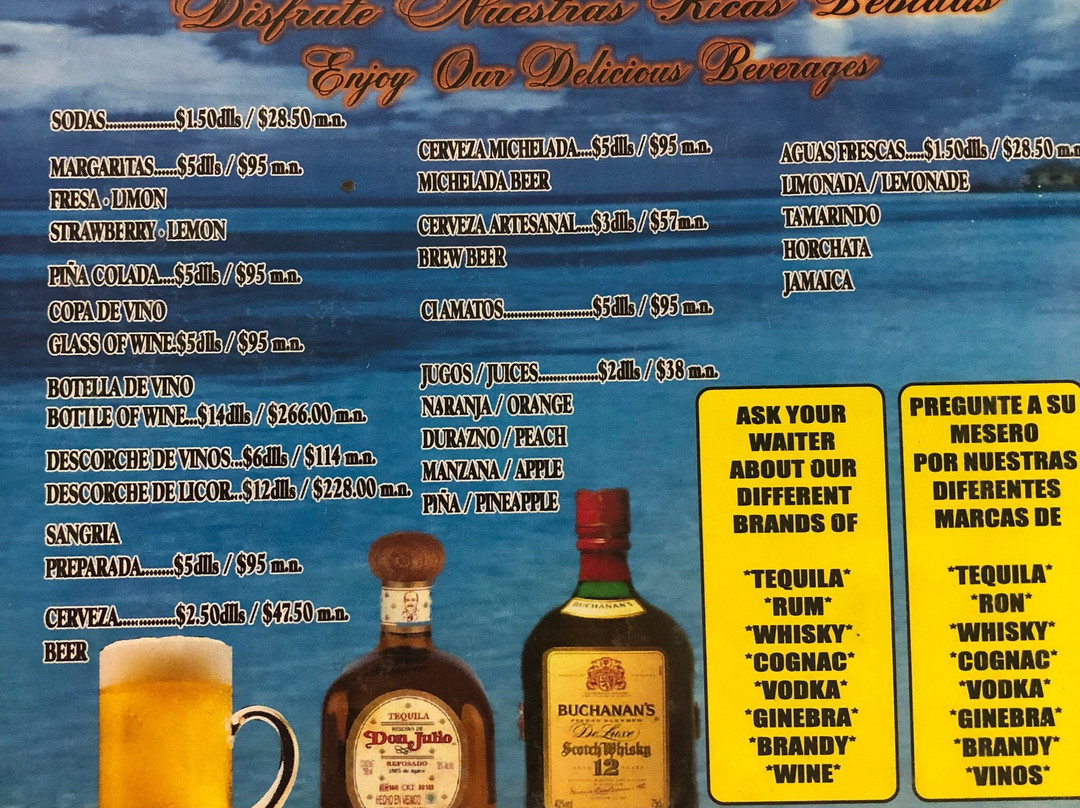 Disfrute Nuestras Ricas Bebidas
Enjoy Our Delicious Beverages
SODAS.................$1.50dlls / $28.50 m.n.
MARGARITAS......$5dlls / $95 m.n.
FRESA • LIMON
STRAWBERRY • LEMON
PIÑA COLADA....$5dlls / $95 m.n.
COPA DE VINO
GLASS OF WINE.$5dlls / $95 m.n.
BOTELLA DE VINO
BOTTLE OF WINE...$14dlls / $266.00 m.n.
DESCORCHE DE VINOS...$6dlls / $114 m.n.
DESCORCHE DE LICOR...$12dlls / $228.00 m.n.
SANGRIA
PREPARADA........$5dlls / $95 m.n.
CERVEZA..............$2.50dlls / $47.50 m.n.
BEER
CERVEZA MICHELADA....$5dlls / $95 m.n.
MICHELADA BEER
CERVEZA ARTESANAL....$3dlls / $57m.n.
BREW BEER
CLAMATOS......................$5dlls / $95 m.n.
JUGOS / JUICES...............$2dlls / $38 m.n.
NARANJA / ORANGE
DURAZNO / PEACH
MANZANA / APPLE
PIÑA / PINEAPPLE
AGUAS FRESCAS.....$1.50dlls / $28.50 m.n
LIMONADA / LEMONADE
TAMARINDO
HORCHATA
JAMAICA
ASK YOUR
WAITER
ABOUT OUR
DIFFERENT
BRANDS OF
*TEQUILA*
*RUM*
*WHISKY*
*COGNAC*
*VODKA*
*GINEBRA*
*BRANDY*
*WINE*
PREGUNTE A SU
MESERO
POR NUESTRAS
DIFERENTES
MARCAS DE
*TEQUILA*
*RON*
*WHISKY*
*COGNAC*
*VODKA*
*GINEBRA*
*BRANDY*
*VINOS*
TEQUILA
RESERVA DE
Don Julio
REPOSADO
HECHO EN MEXICO
BUCHANAN'S
BUCHANAN'S
De Luxe
Scotch Whisky
12